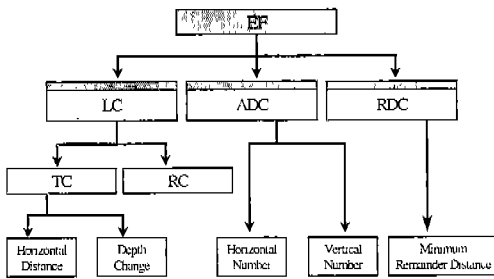 EF
LC
ADC
RDC
TC
RC
Horizontal
Distance
Depth
Change
Horizontal
Number
Vertical
Number
Minimum
Remainder Distance